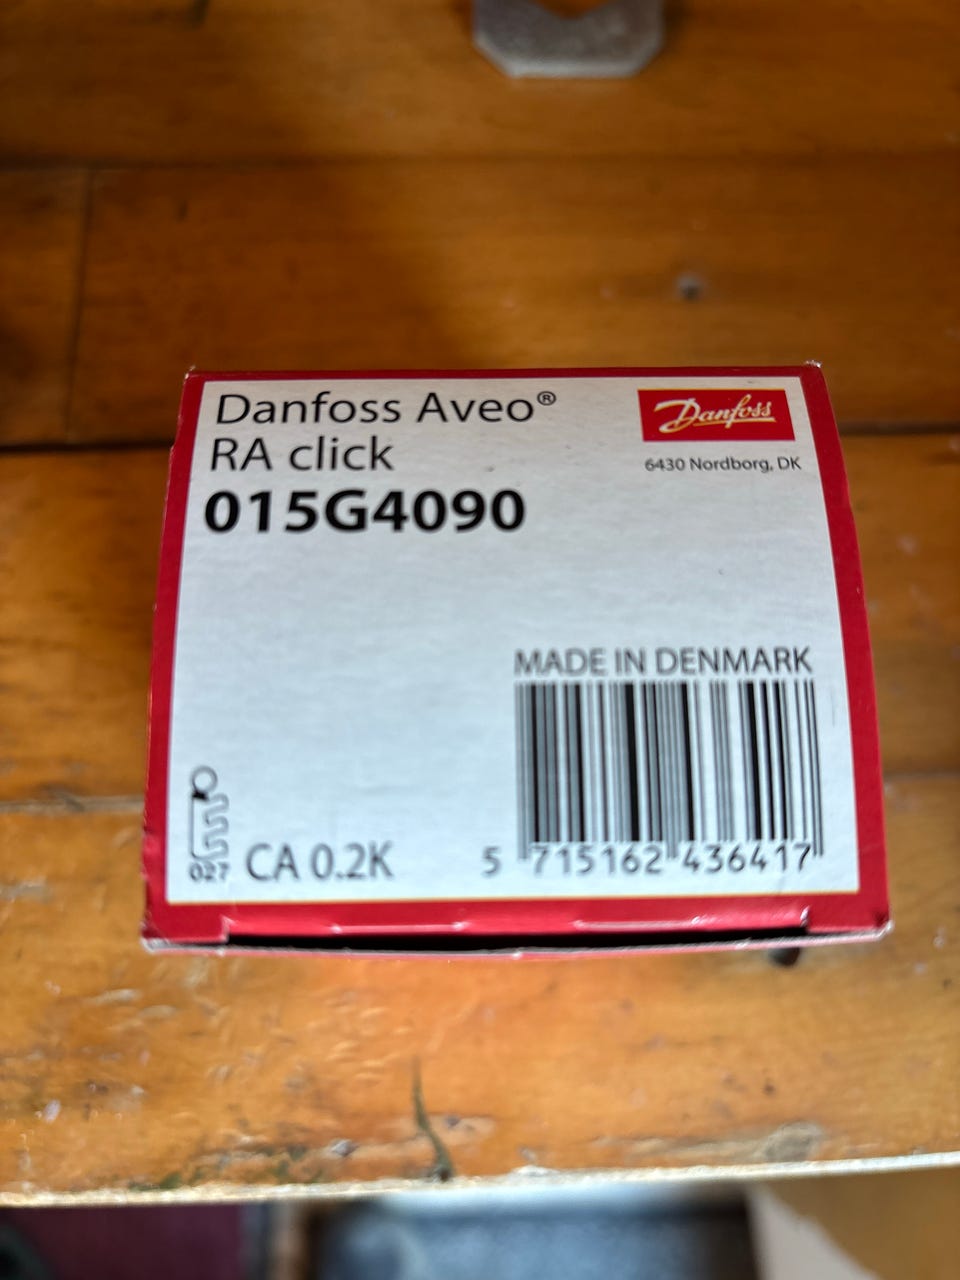 Danfoss Aveo®
RA click
015G4090
Danfoss
6430 Nordborg, DK
MADE IN DENMARK
027
CA 0.2K
5 715162 436417